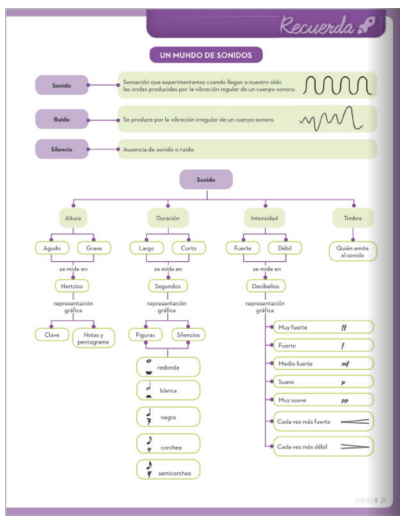 Recuerda
UN MUNDO DE SONIDOS
Sonido
Sensación que experimentamos cuando llegan a nuestro oído
las ondas producidas por la vibración regular de un cuerpo sonoro.
Ruido
Se produce por la vibración irregular de un cuerpo sonoro.
Silencio
Ausencia de sonido o ruido.
Sonido
Altura
Duración
Intensidad
Timbre
Agudo
Grave
Largo
Corto
Fuerte
Débil
Quién emite
el sonido
se mide en
se mide en
se mide en
Hertzios
Segundos
Decibelios
representación
gráfica
representación
gráfica
representación
gráfica
Clave
Notas y
pentagrama
Figuras
Silencios
redonda
blanca
negra
corchea
semicorchea
Muy fuerte ff
Fuerte f
Medio fuerte mf
Suave p
Muy suave pp
Cada vez más fuerte
Cada vez más débil
UNIDAD 1 21